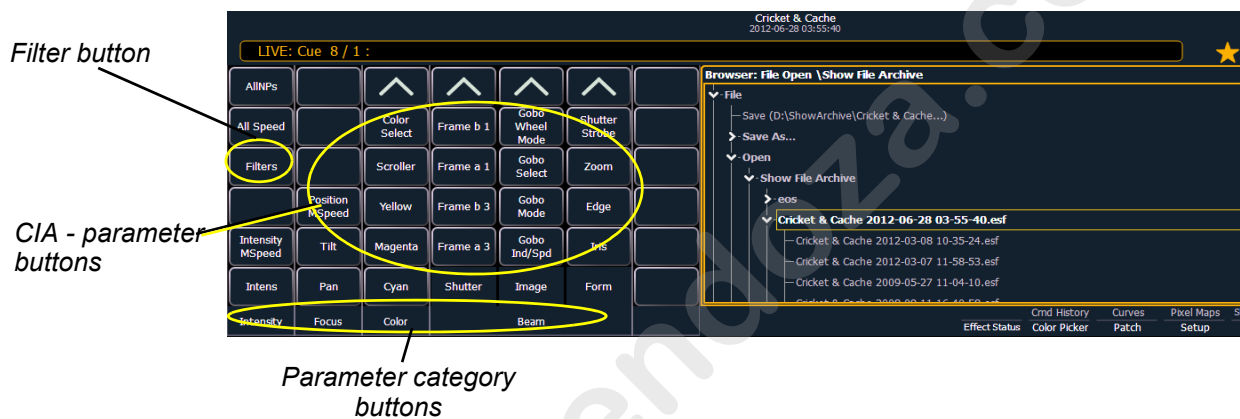 Cricket & Cache
2012-06-28 03:55:40
Filter button
LIVE: Cue 8 / 1 :
Browser: File Open \Show File Archive
AllNPs
File
All Speed
Color Select
Frame b 1
Gobo Wheel Mode
Shutter Strobe
Save (D:\ShowArchive\Cricket & Cache...)
Save As...
Filters
Scroller
Frame a 1
Gobo Select
Zoom
Open
Show File Archive
eos
Position MSpeed
Yellow
Frame b 3
Gobo Mode
Edge
Cricket & Cache 2012-06-28 03-55-40.esf
CIA - parameter
buttons
Intensity MSpeed
Tilt
Magenta
Frame a 3
Gobo Ind/Spd
Iris
Cricket & Cache 2012-03-08 10-35-24.esf
Cricket & Cache 2012-03-07 11-58-53.esf
Intens
Pan
Cyan
Shutter
Image
Form
Cricket & Cache 2009-05-27 11-04-10.esf
Intensity
Focus
Color
Beam
Cmd History
Curves
Pixel Maps
Effect Status
Color Picker
Patch
Setup
Parameter category
buttons